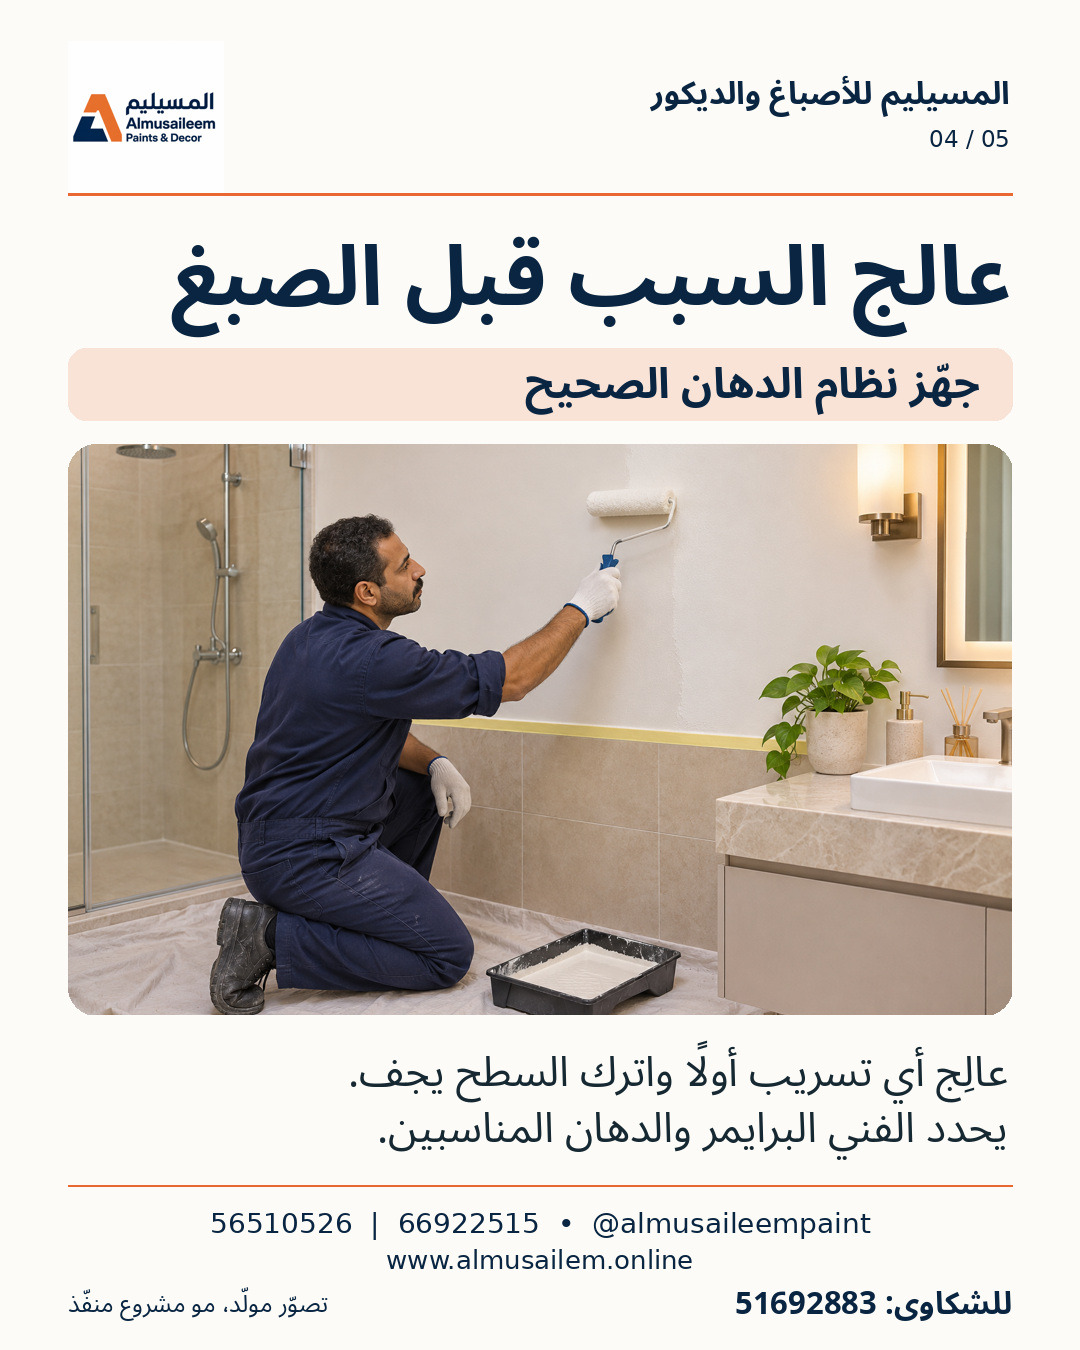 المسيليم للأصباغ والديكور
04 / 05
المسيليم
Almusaileem
Paints & Decor
عالج السبب قبل الصبغ
جهّز نظام الدهان الصحيح
عالِج أي تسريب أولًا واترك السطح يجف.
يحدد الفني البرايمر والدهان المناسبين.
56510526 | 66922515 • @almusaileempaint
www.almusailem.online
للشكاوى: 51692883
تصوّر مولّد، مو مشروع منفّذ